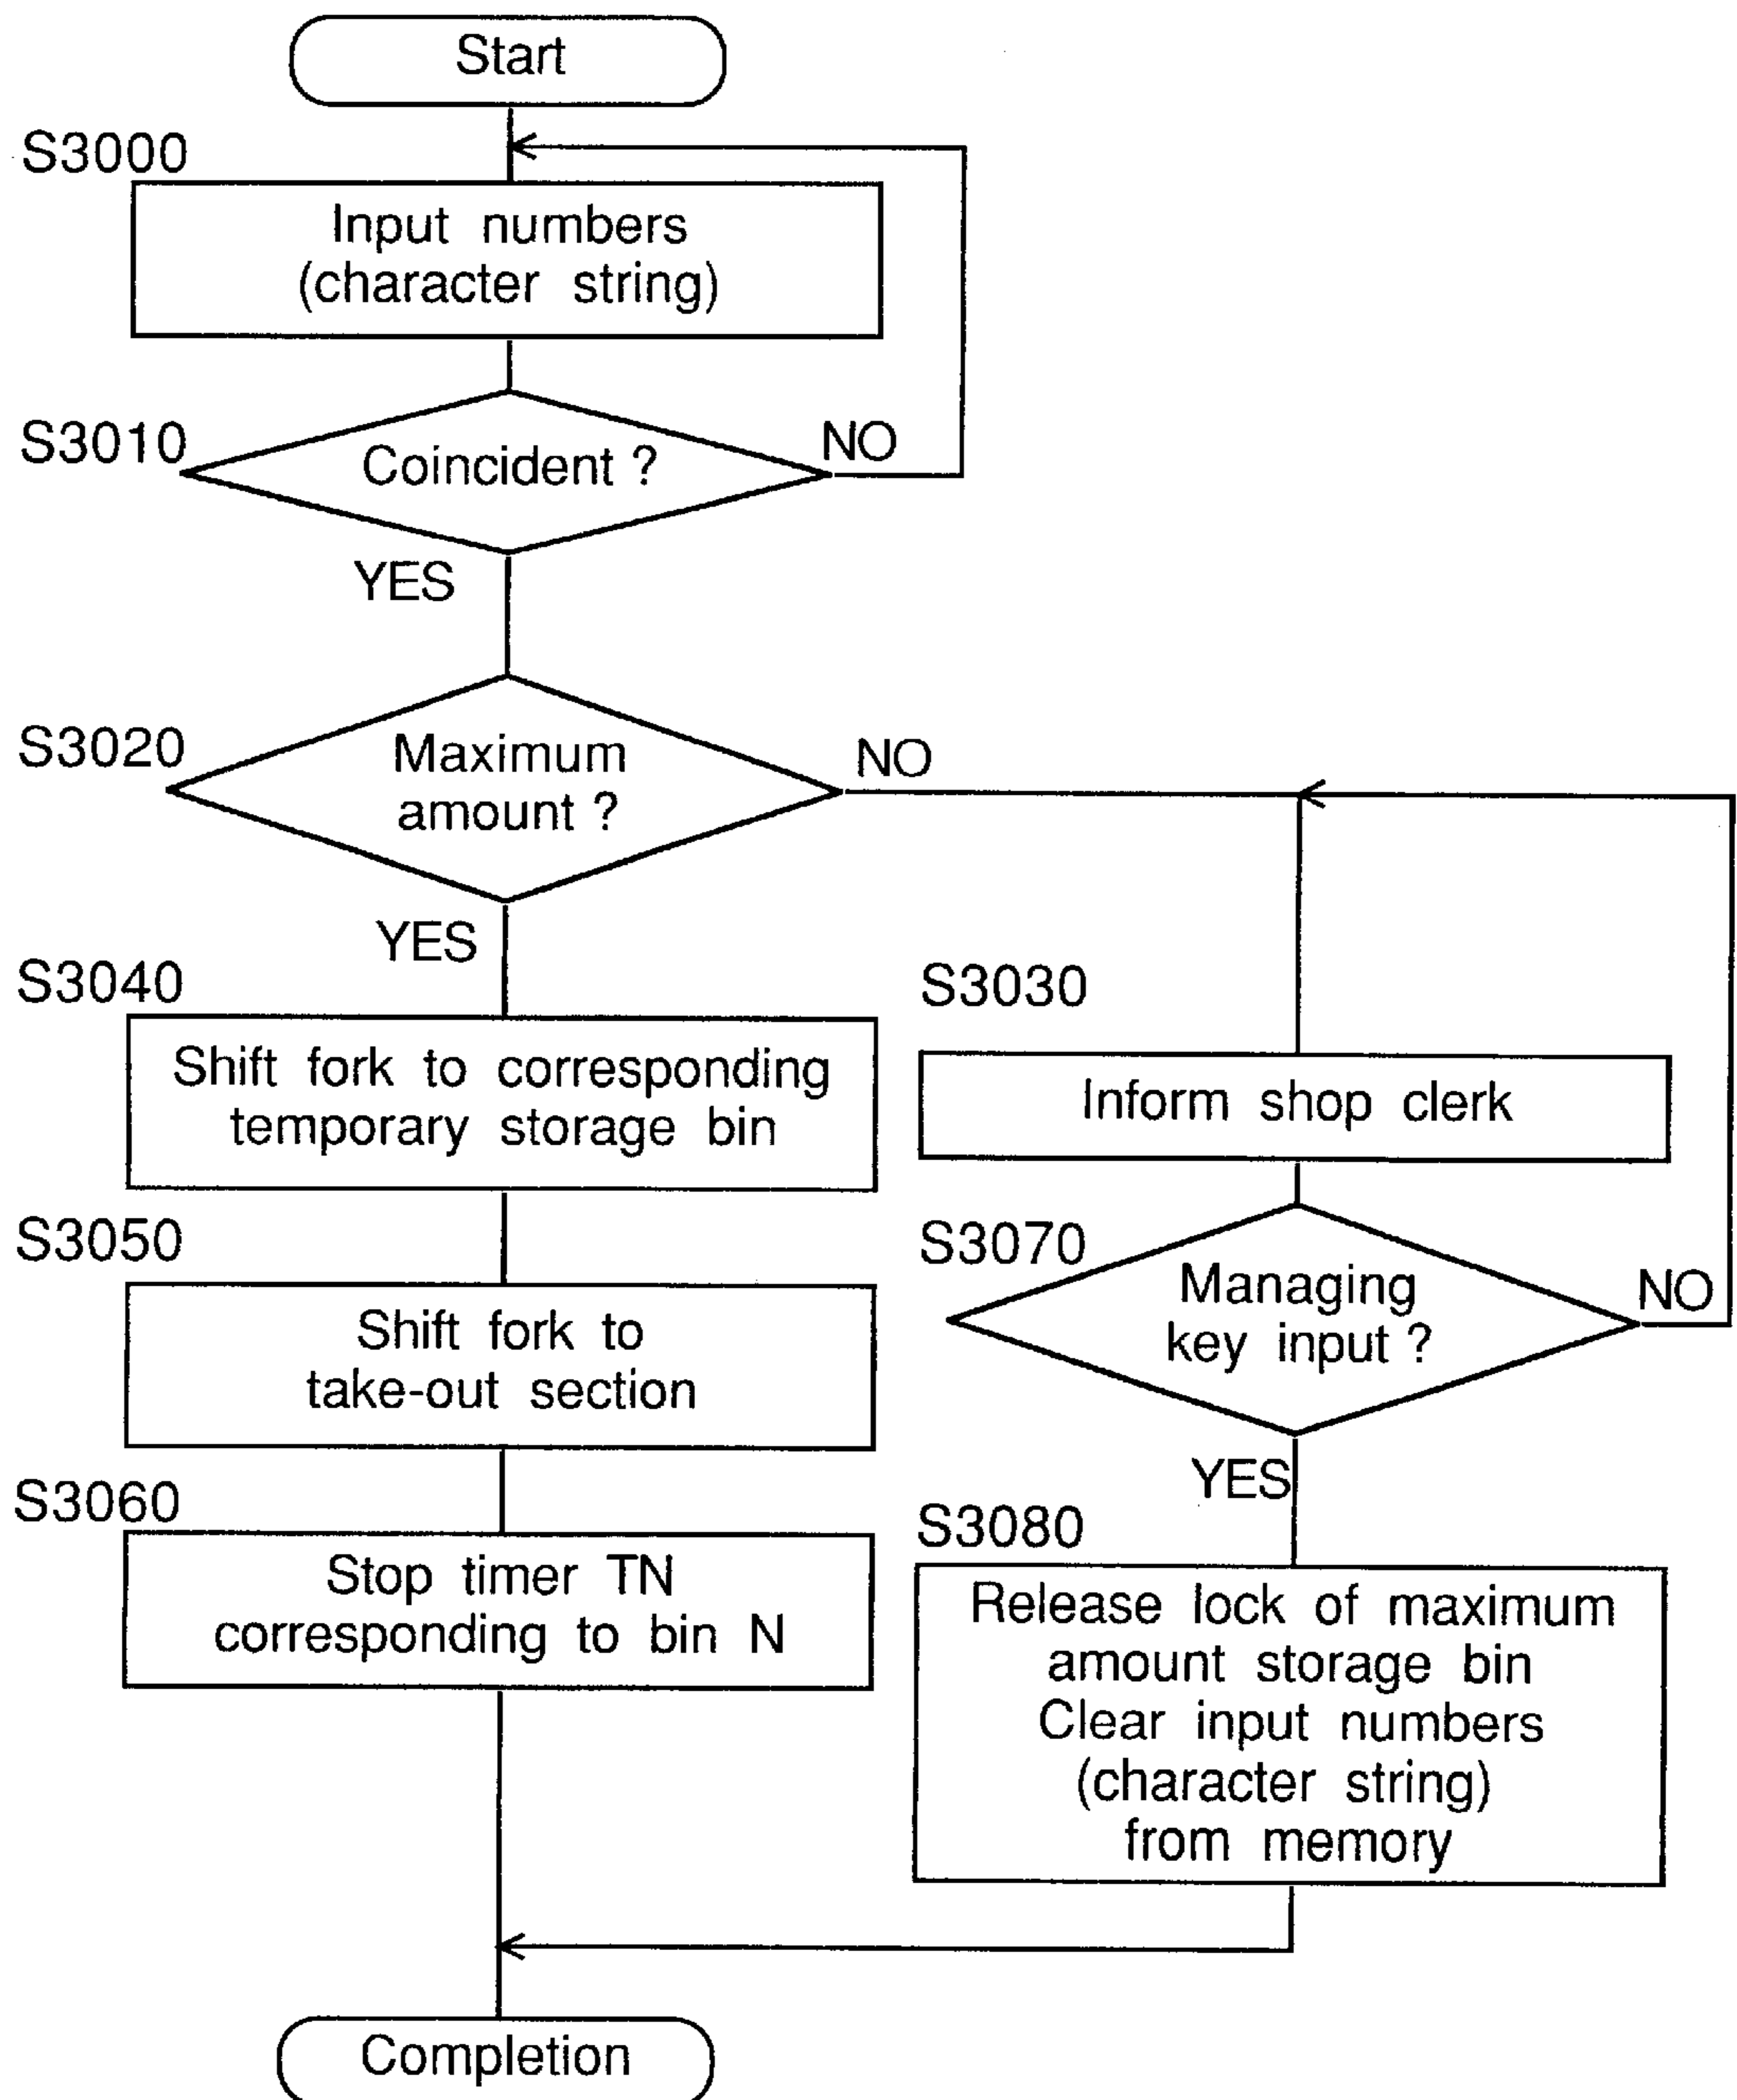 Start
S3000
Input numbers
(character string)
S3010
Coincident ?
NO
YES
S3020
Maximum
amount ?
NO
YES
S3040
Shift fork to corresponding
temporary storage bin
S3030
Inform shop clerk
S3050
Shift fork to
take-out section
S3070
Managing
key input ?
NO
YES
S3060
Stop timer TN
corresponding to bin N
S3080
Release lock of maximum
amount storage bin
Clear input numbers
(character string)
from memory
Completion